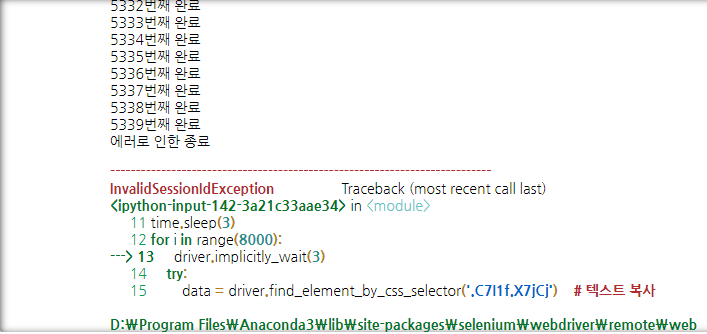 5332번째 완료
5333번째 완료
5334번째 완료
5335번째 완료
5336번째 완료
5337번째 완료
5338번째 완료
5339번째 완료
에러로 인한 종료
---------------------------------------------------------------------------
InvalidSessionIdException Traceback (most recent call last)
<ipython-input-142-3a21c33aae34> in <module>
11 time.sleep(3)
12 for i in range(8000):
---> 13 driver.implicitly_wait(3)
14 try:
15 data = driver.find_element_by_css_selector('.C7I1f.X7jCj') # 텍스트 복사
D:\Program Files\Anaconda3\lib\site-packages\selenium\webdriver\remote\web